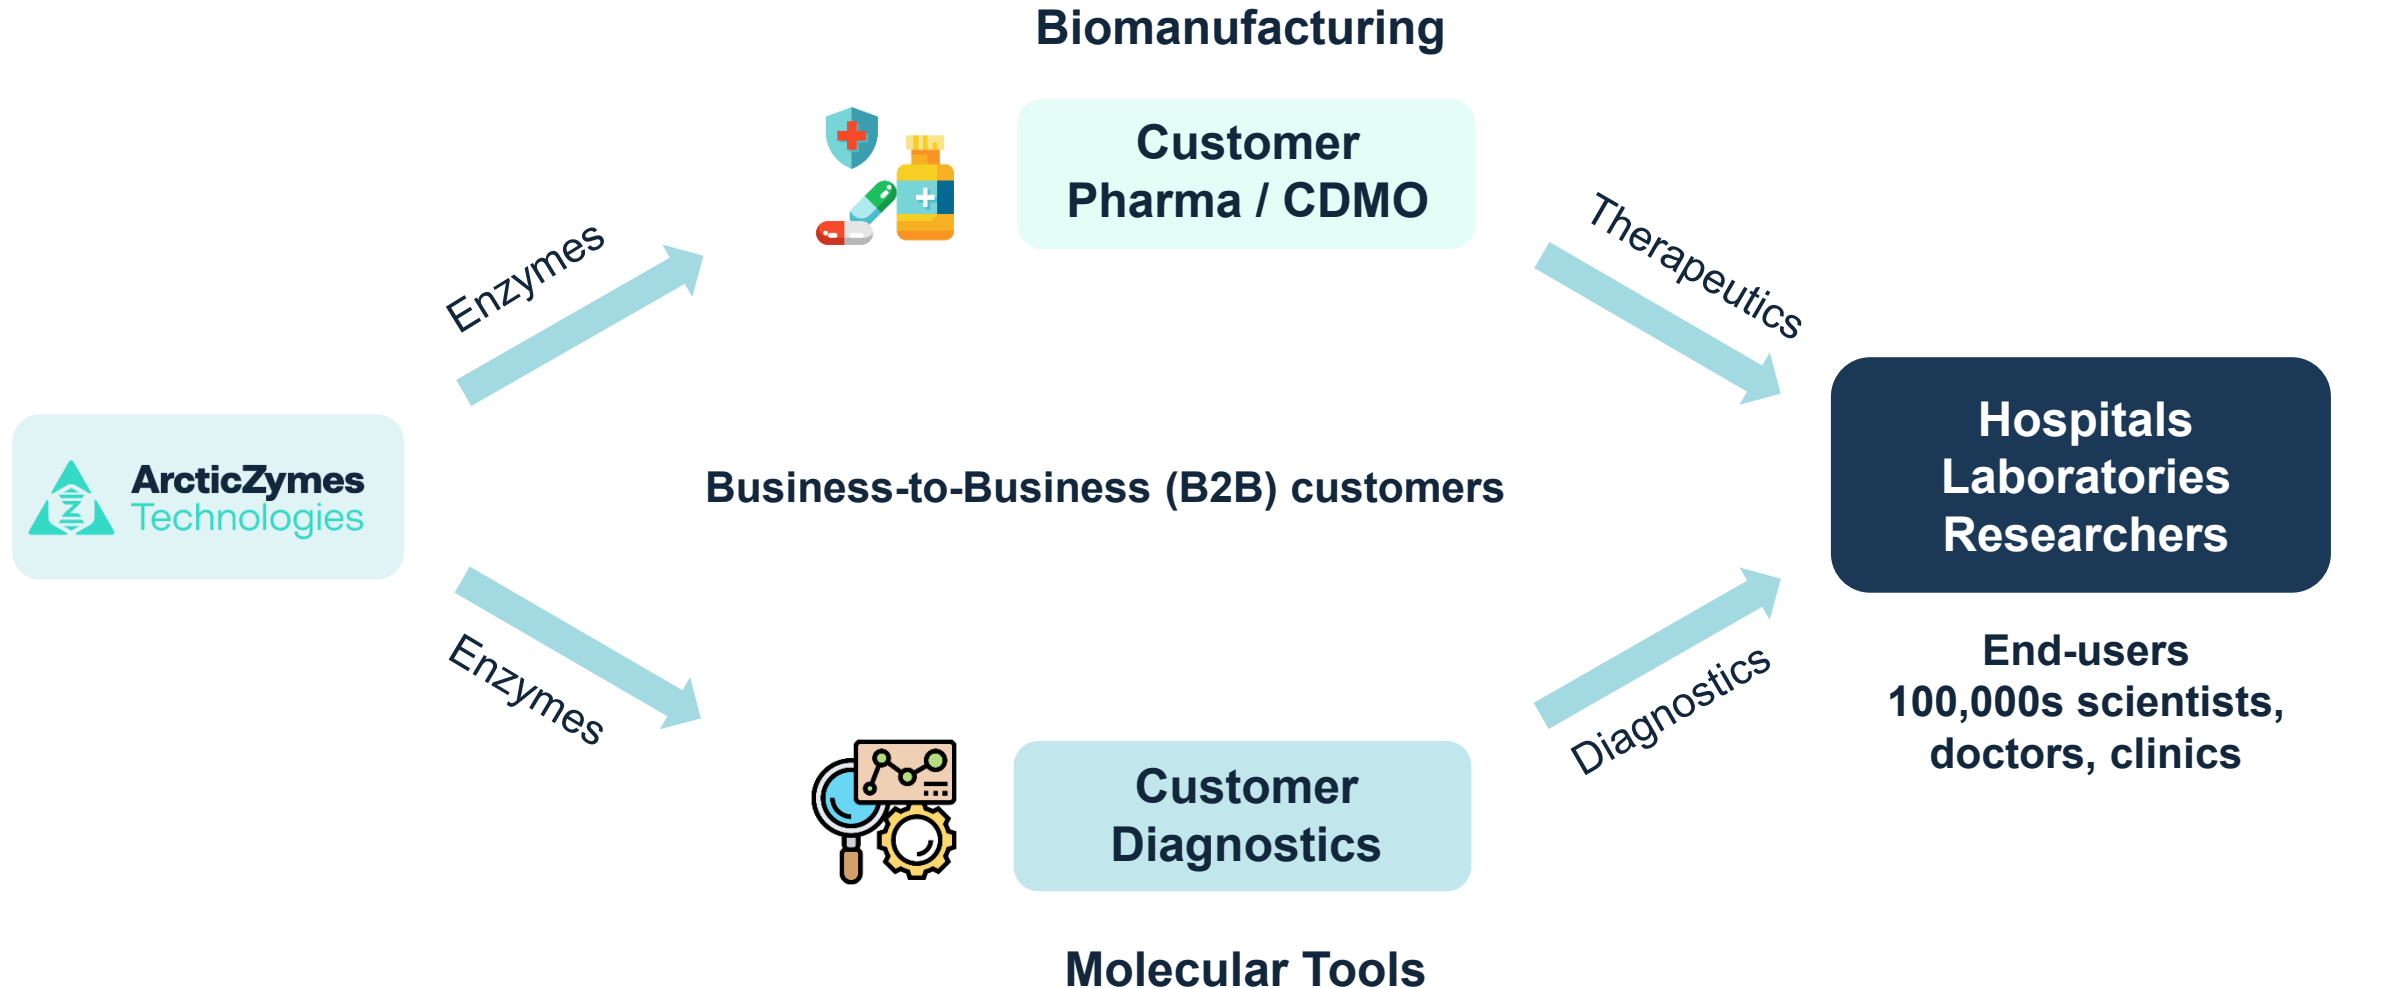 Biomanufacturing
Customer
Pharma / CDMO
Enzymes
Therapeutics
ArcticZymes
Technologies
Business-to-Business (B2B) customers
Hospitals
Laboratories
Researchers
Enzymes
Diagnostics
End-users
100,000s scientists,
doctors, clinics
Customer
Diagnostics
Molecular Tools